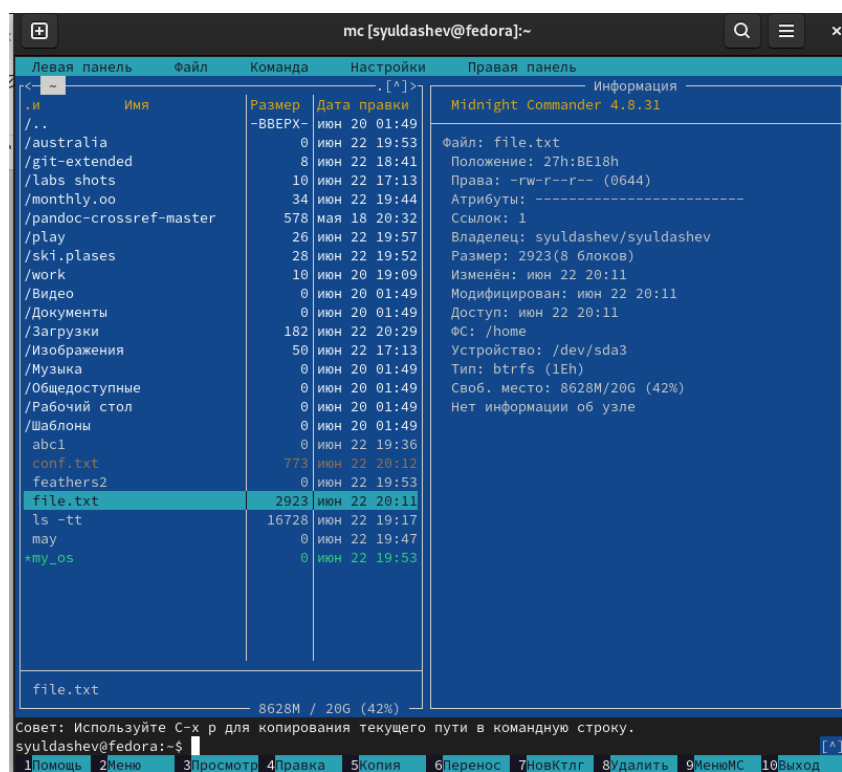 mc [syuldashev@fedora]:~
Левая панель Файл Команда Настройки Правая панель
<— ~ .[^]>
.и Имя Размер Дата правки
/.. -ВВЕРХ- июн 20 01:49
/australia 0 июн 22 19:53
/git-extended 8 июн 22 18:41
/labs shots 10 июн 22 17:13
/monthly.oo 34 июн 22 19:44
/pandoc-crossref-master 578 мая 18 20:32
/play 26 июн 22 19:57
/ski.plases 28 июн 22 19:52
/work 10 июн 20 19:09
/Видео 0 июн 20 01:49
/Документы 0 июн 20 01:49
/Загрузки 182 июн 22 20:29
/Изображения 50 июн 22 17:13
/Музыка 0 июн 20 01:49
/Общедоступные 0 июн 20 01:49
/Рабочий стол 0 июн 20 01:49
/Шаблоны 0 июн 20 01:49
abc1 0 июн 22 19:36
conf.txt 773 июн 22 20:12
feathers2 0 июн 22 19:53
file.txt 2923 июн 22 20:11
ls -tt 16728 июн 22 19:17
may 0 июн 22 19:47
*my_os 0 июн 22 19:53
file.txt
8628M / 20G (42%)
Информация
Midnight Commander 4.8.31
Файл: file.txt
Положение: 27h:BE18h
Права: -rw-r--r-- (0644)
Атрибуты: -------------------------
Ссылок: 1
Владелец: syuldashev/syuldashev
Размер: 2923(8 блоков)
Изменён: июн 22 20:11
Модифицирован: июн 22 20:11
Доступ: июн 22 20:11
ФС: /home
Устройство: /dev/sda3
Тип: btrfs (1Eh)
Своб. место: 8628M/20G (42%)
Нет информации об узле
Совет: Используйте C-x p для копирования текущего пути в командную строку.
syuldashev@fedora:~$ [^]
1Помощь 2Меню 3Просмотр 4Правка 5Копия 6Перенос 7НовКтлг 8Удалить 9МенюMC 10Выход